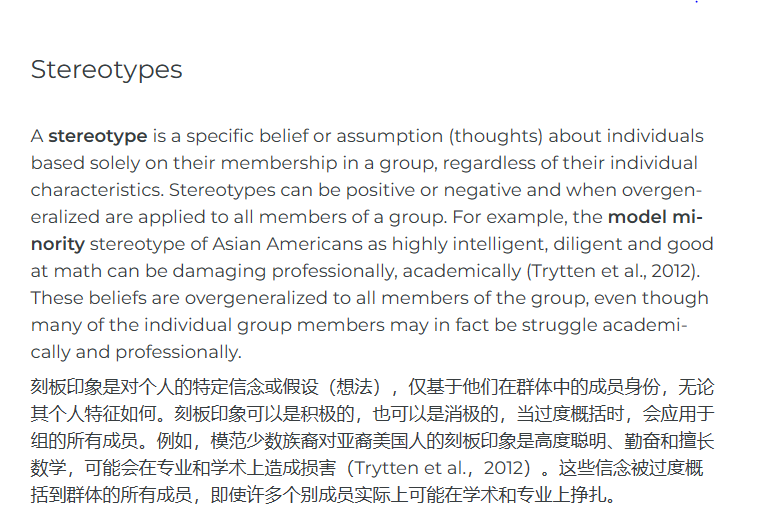 Stereotypes
A stereotype is a specific belief or assumption (thoughts) about individuals
based solely on their membership in a group, regardless of their individual
characteristics. Stereotypes can be positive or negative and when overgen-
eralized are applied to all members of a group. For example, the model mi-
nority stereotype of Asian Americans as highly intelligent, diligent and good
at math can be damaging professionally, academically (Trytten et al., 2012).
These beliefs are overgeneralized to all members of the group, even though
many of the individual group members may in fact be struggle academi-
cally and professionally.
刻板印象是对个人的特定信念或假设（想法），仅基于他们在群体中的成员身份，无论
其个人特征如何。刻板印象可以是积极的，也可以是消极的，当过度概括时，会应用于
组的所有成员。例如，模范少数族裔对亚裔美国人的刻板印象是高度聪明、勤奋和擅长
数学，可能会在专业和学术上造成损害（Trytten et al.，2012）。这些信念被过度概
括到群体的所有成员，即使许多个别成员实际上可能在学术和专业上挣扎。